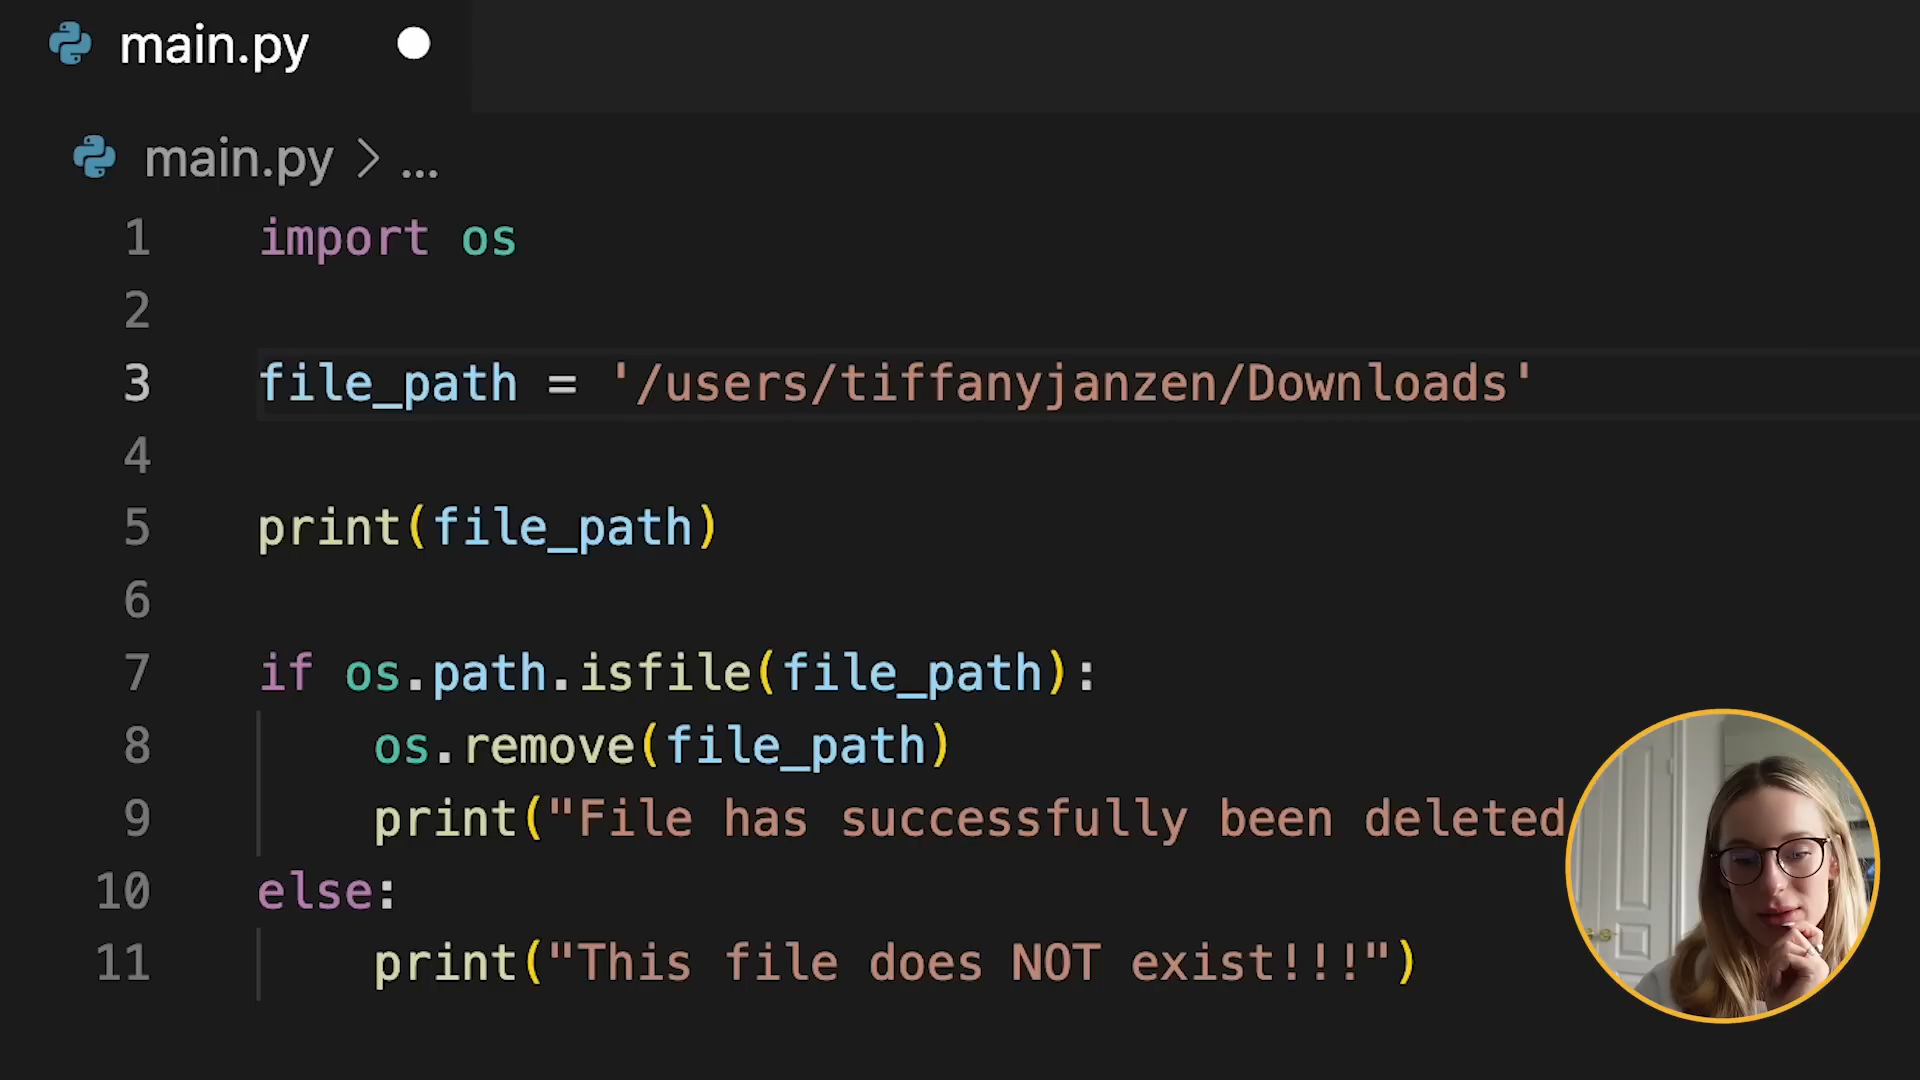 main.py
main.py > ...
1 import os
2
3 file_path = '/users/tiffanyjanzen/Downloads'
4
5 print(file_path)
6
7 if os.path.isfile(file_path):
8 os.remove(file_path)
9 print("File has successfully been deleted
10 else:
11 print("This file does NOT exist!!!")